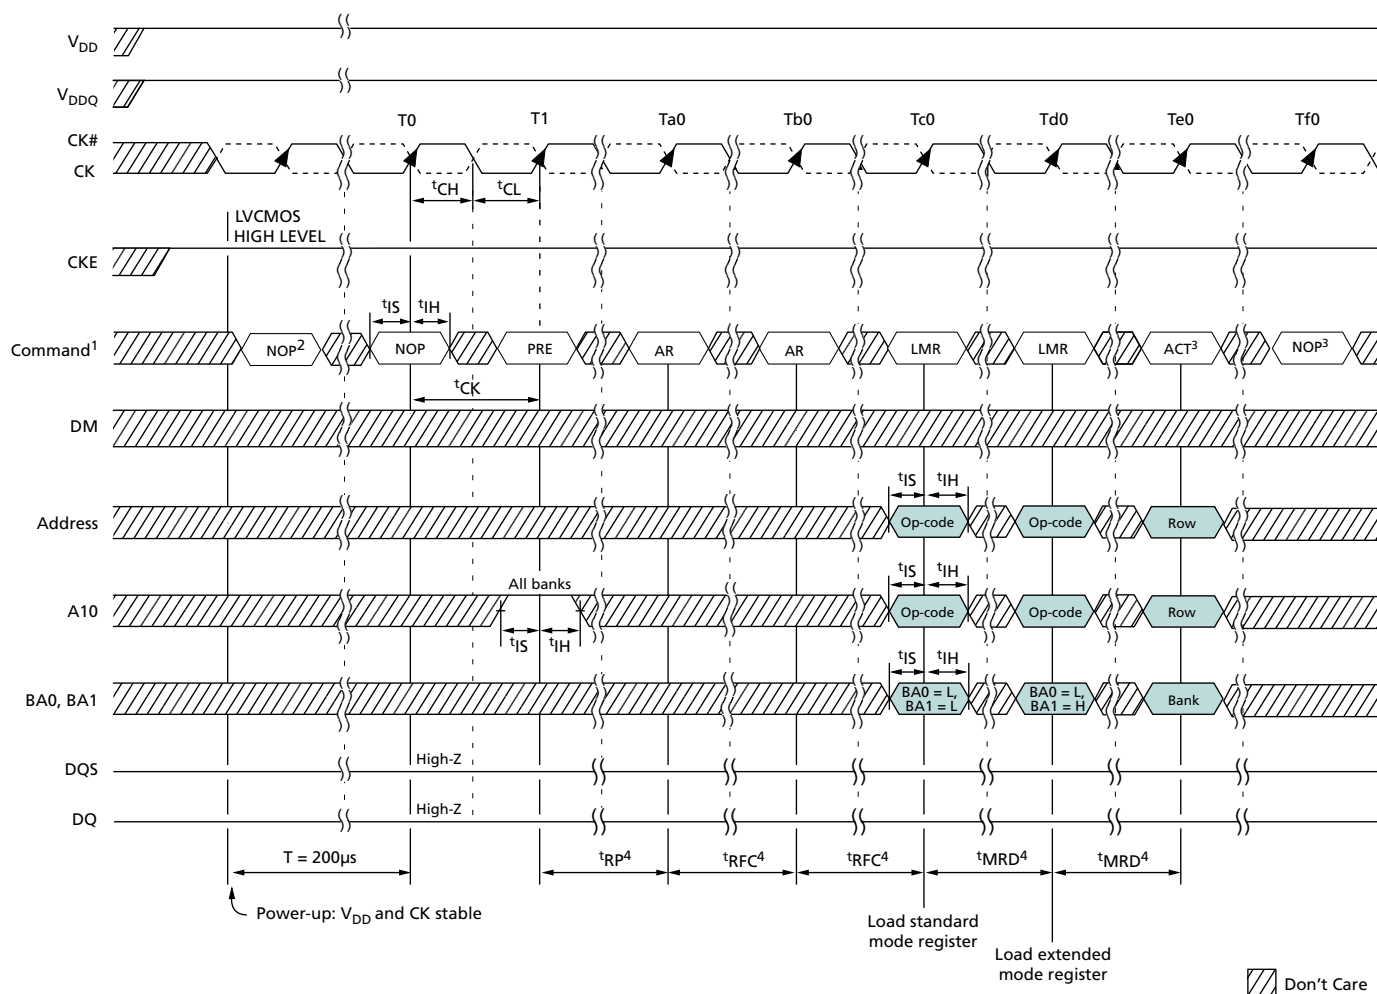 VDD
VDDQ
T0 T1 Ta0 Tb0 Tc0 Td0 Te0 Tf0
CK#
CK
tCH tCL
LVCMOS
HIGH LEVEL
CKE
tIS tIH
Command1 NOP2 NOP PRE AR AR LMR LMR ACT3 NOP3
tCK
DM
tIS tIH
Address Op-code Op-code Row
tIS tIH
All banks
A10 Op-code Op-code Row
tIS tIH
tIS tIH
BA0, BA1 BA0 = L, BA1 = L BA0 = L, BA1 = H Bank
DQS High-Z
DQ High-Z
T = 200µs tRP4 tRFC4 tRFC4 tMRD4 tMRD4
Power-up: VDD and CK stable
Load standard
mode register
Load extended
mode register
Don't Care